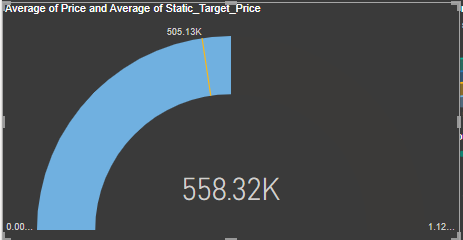 Average of Price and Average of Static_Target_Price
505.13K
558.32K
0.00...
1.12...